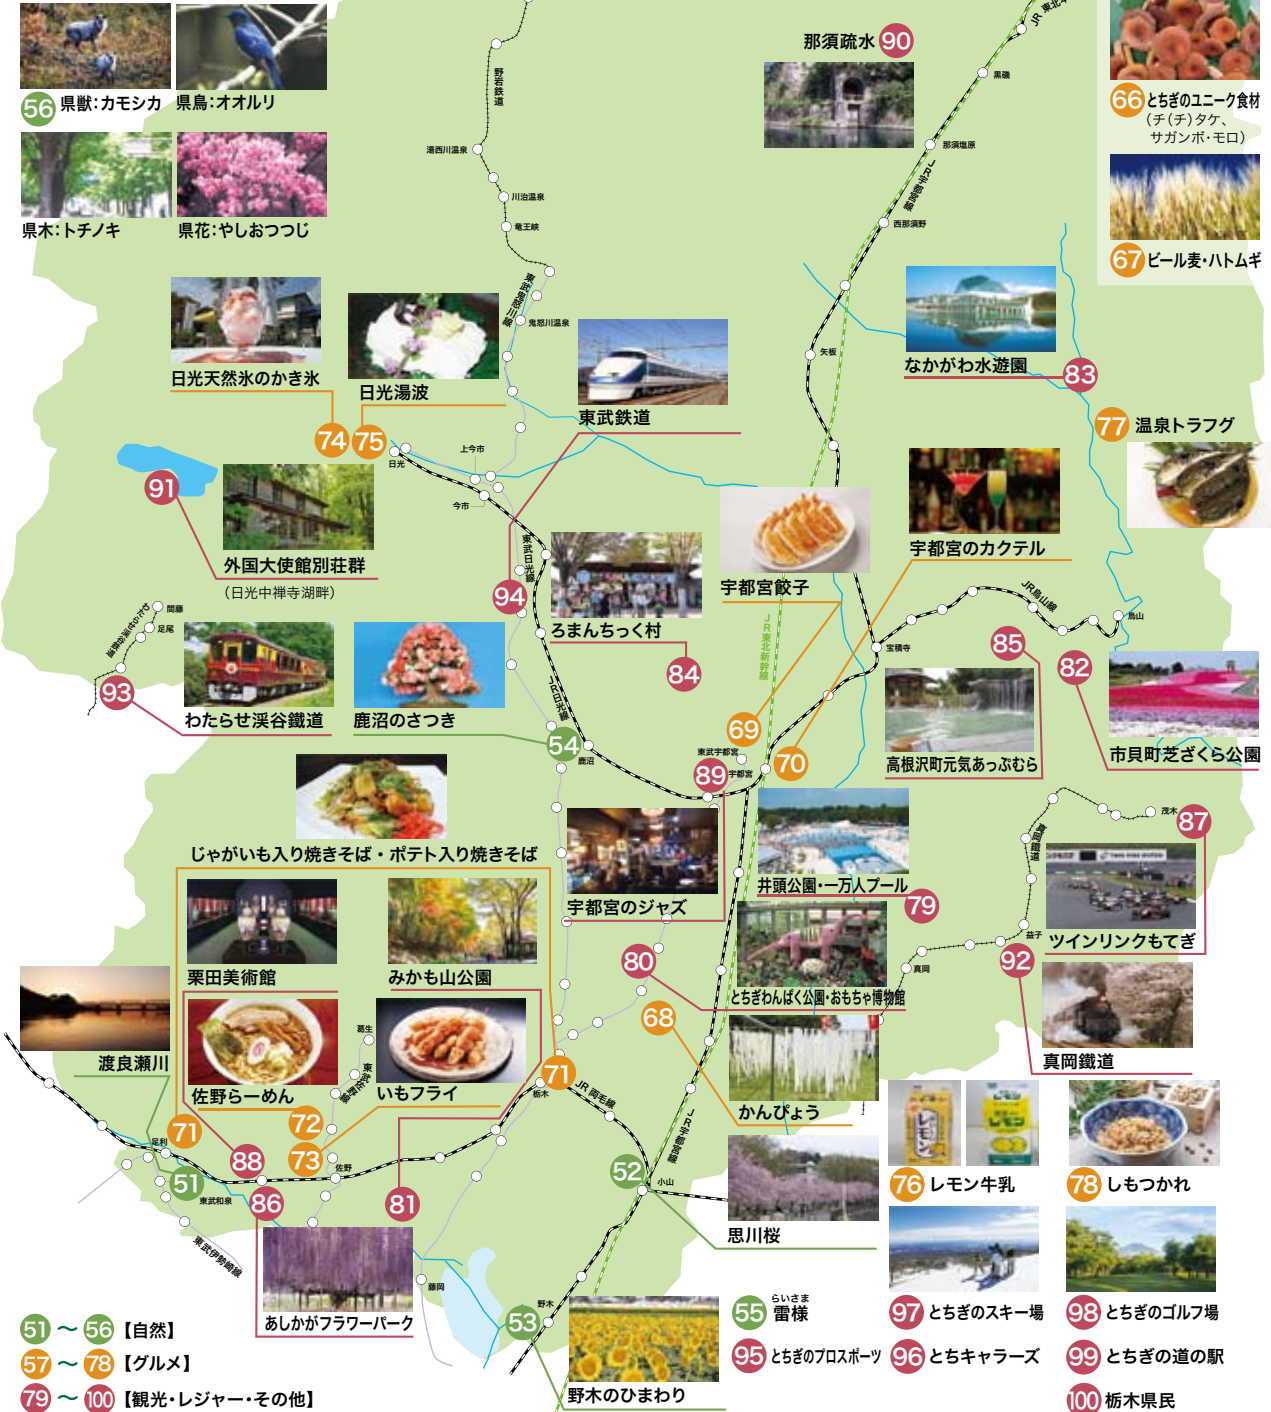 56 県獣：カモシカ
県鳥：オオルリ
県木：トチノキ
県花：やしおつつじ
野岩鉄道
湯西川温泉
川治温泉
竜王峡
東武鬼怒川線
鬼怒川温泉
那須疏水 90
JR 東北本
黒磯
那須塩原
JR宇都宮線
西那須野
矢板
66 とちぎのユニーク食材
（チ（チ）タケ、
サガンボ・モロ）
67 ビール麦・ハトムギ
日光天然氷のかき氷
74
日光湯波
75
東武鉄道
なかがわ水遊園
83
77 温泉トラフグ
日光
上今市
今市
91
外国大使館別荘群
（日光中禅寺湖畔）
東武日光線
94
ろまんちっく村
84
宇都宮餃子
宇都宮のカクテル
JR烏山線
烏山
宝積寺
JR東北新幹線
間藤
足尾
わたらせ渓谷鐵道
93
わたらせ渓谷鐵道
鹿沼のさつき
54
鹿沼
JR日光線
85
82
高根沢町元気あっぷむら
市貝町芝ざくら公園
69
70
東武宇都宮
89 宇都宮
じゃがいも入り焼きそば・ポテト入り焼きそば
宇都宮のジャズ
井頭公園・一万人プール
79
真岡鐵道
茂木
87
ツインリンクもてぎ
益子
92
真岡
真岡鐵道
栗田美術館
みかも山公園
80
とちぎわんぱく公園・おもちゃ博物館
68
かんぴょう
渡良瀬川
佐野らーめん
葛生
東武佐野線
いもフライ
71
栃木
JR 両毛線
JR宇都宮線
71
足利
72
73
88
佐野
51
東武和泉
86
81
東武伊勢崎線
あしかがフラワーパーク
藤岡
52
小山
思川桜
53
野木
野木のひまわり
76 レモン牛乳
78 しもつかれ
51 〜 56 【自然】
57 〜 78 【グルメ】
79 〜 100 【観光・レジャー・その他】
らいさま
55 雷様
95 とちぎのプロスポーツ
97 とちぎのスキー場
96 とちキャラーズ
98 とちぎのゴルフ場
99 とちぎの道の駅
100 栃木県民